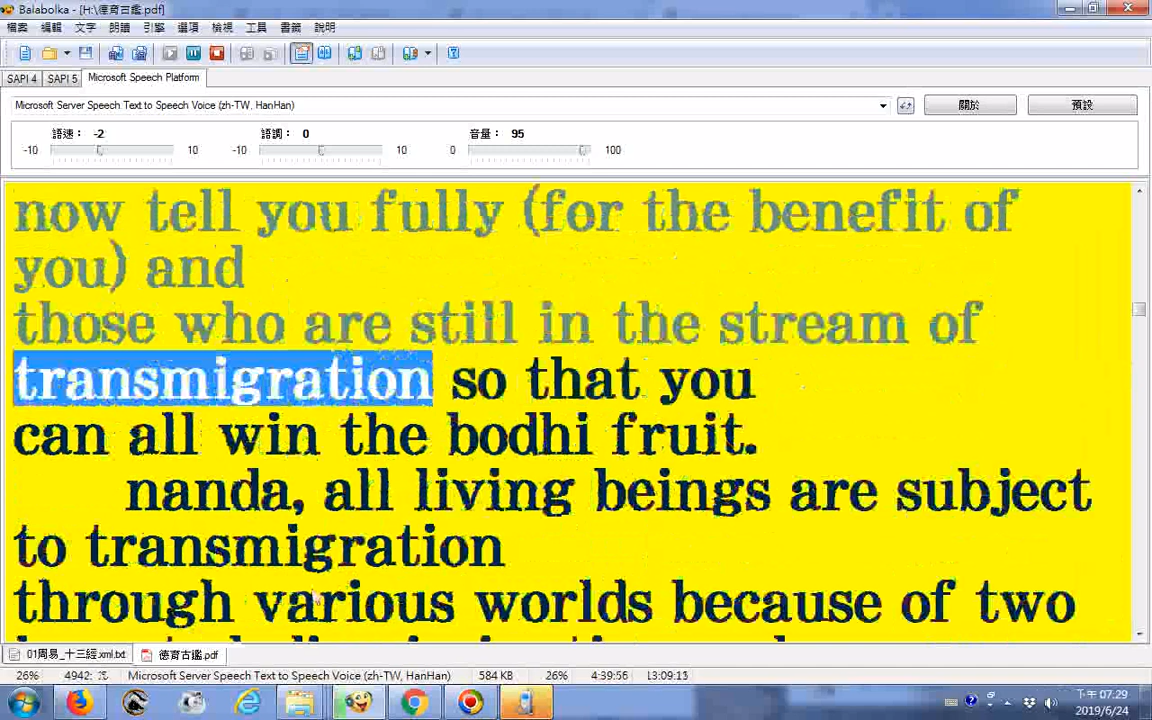 Balabolka - [H:\德育古鑑.pdf]
檔案 編輯 文字 朗讀 引擎 選項 檢視 工具 書籤 說明
SAPI 4 SAPI 5 Microsoft Speech Platform
Microsoft Server Speech Text to Speech Voice (zh-TW, HanHan) 關於 預設
語速： -2 語調： 0 音量： 95
-10 10 -10 10 0 100
now tell you fully (for the benefit of
you) and
those who are still in the stream of
transmigration so that you
can all win the bodhi fruit.
nanda, all living beings are subject
to transmigration
through various worlds because of two
01周易_十三經.xml.txt 德育古鑑.pdf
26% 4942: Microsoft Server Speech Text to Speech Voice (zh-TW, HanHan) 584 KB 26% 4:39:56 13:09:13
下午 07:29
2019/6/24